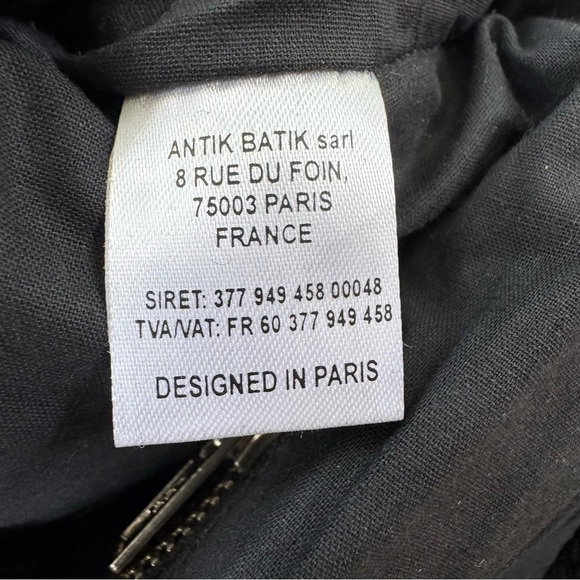 ANTIK BATIK sarl
8 RUE DU FOIN,
75003 PARIS
FRANCE
SIRET: 377 949 458 00048
TVA/VAT: FR 60 377 949 458
DESIGNED IN PARIS